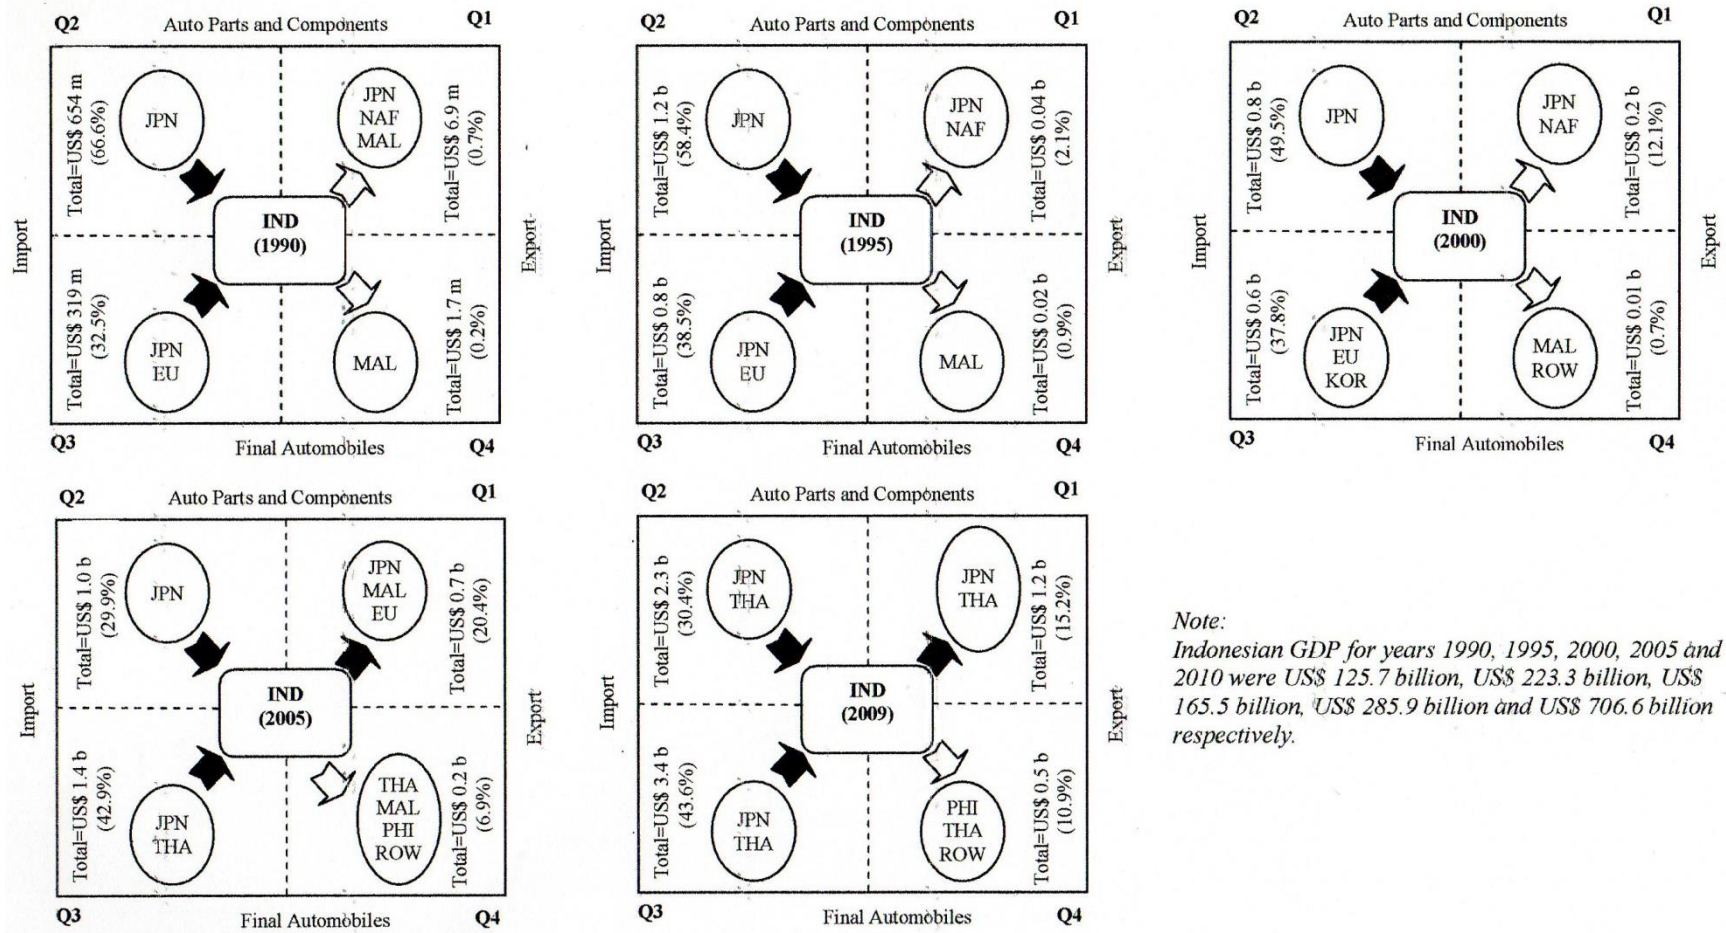 Q2 Auto Parts and Components Q1
Total=US$ 654 m
(66.6%)
JPN
JPN
NAF
MAL
Total=US$ 6.9 m
(0.7%)
Import
IND
(1990)
Export
Total=US$ 319 m
(32.5%)
JPN
EU
MAL
Total=US$ 1.7 m
(0.2%)
Q3 Final Automobiles Q4
Q2 Auto Parts and Components Q1
Total=US$ 1.2 b
(58.4%)
JPN
JPN
NAF
Total=US$ 0.04 b
(2.1%)
Import
IND
(1995)
Export
Total=US$ 0.8 b
(38.5%)
JPN
EU
MAL
Total=US$ 0.02 b
(0.9%)
Q3 Final Automobiles Q4
Q2 Auto Parts and Components Q1
Total=US$ 0.8 b
(49.5%)
JPN
JPN
NAF
Total=US$ 0.2 b
(12.1%)
Import
IND
(2000)
Export
Total=US$ 0.6 b
(37.8%)
JPN
EU
KOR
MAL
ROW
Total=US$ 0.01 b
(0.7%)
Q3 Final Automobiles Q4
Q2 Auto Parts and Components Q1
Total=US$ 1.0 b
(29.9%)
JPN
JPN
MAL
EU
Total=US$ 0.7 b
(20.4%)
Import
IND
(2005)
Export
Total=US$ 1.4 b
(42.9%)
JPN
THA
THA
MAL
PHI
ROW
Total=US$ 0.2 b
(6.9%)
Q3 Final Automobiles Q4
Q2 Auto Parts and Components Q1
Total=US$ 2.3 b
(30.4%)
JPN
THA
JPN
THA
Total=US$ 1.2 b
(15.2%)
Import
IND
(2009)
Export
Total=US$ 3.4 b
(43.6%)
JPN
THA
PHI
THA
ROW
Total=US$ 0.5 b
(10.9%)
Q3 Final Automobiles Q4
Note:
Indonesian GDP for years 1990, 1995, 2000, 2005 and
2010 were US$ 125.7 billion, US$ 223.3 billion, US$
165.5 billion, US$ 285.9 billion and US$ 706.6 billion
respectively.